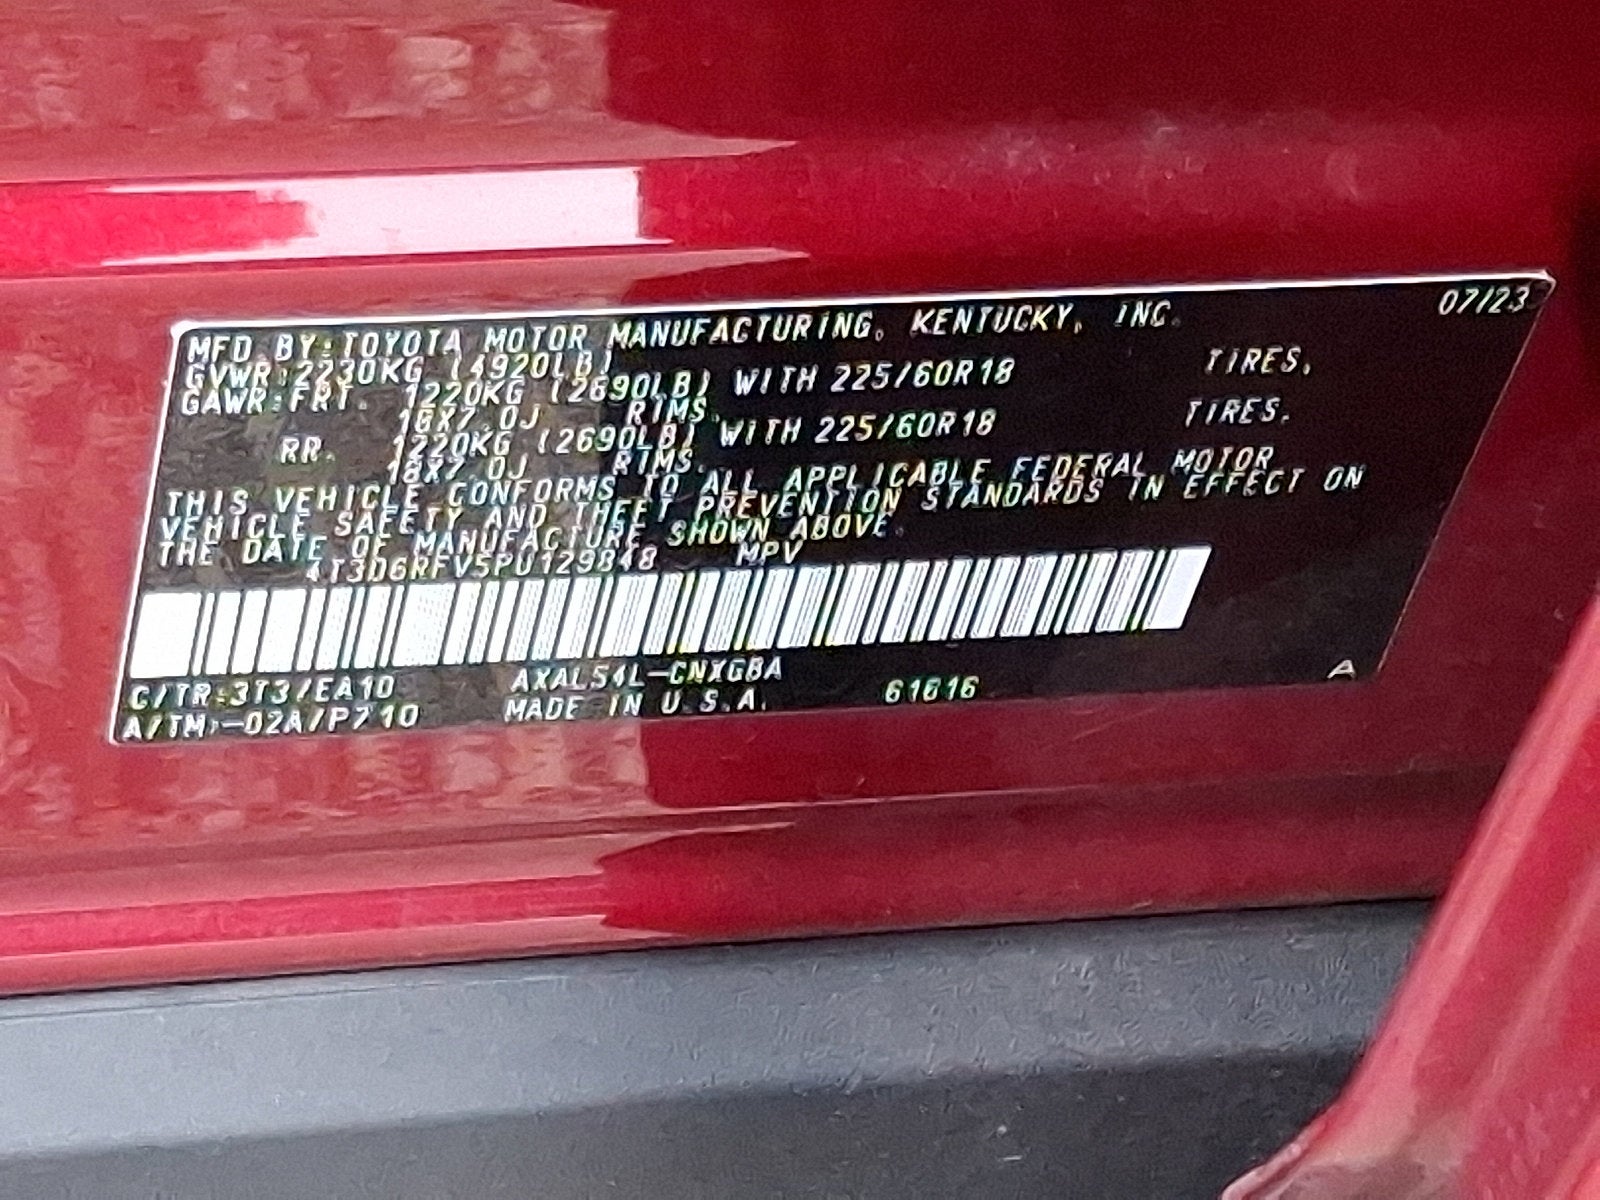 07/23
MFD. BY: TOYOTA MOTOR MANUFACTURING, KENTUCKY, INC.
GVWR:2230KG (4920LB)
GAWR:FRT. 1220KG (2690LB) WITH 225/60R18 TIRES,
18X7.0J RIMS,
RR. 1220KG (2690LB) WITH 225/60R18 TIRES,
18X7.0J RIMS.
THIS VEHICLE CONFORMS TO ALL APPLICABLE FEDERAL MOTOR
VEHICLE SAFETY AND THEFT PREVENTION STANDARDS IN EFFECT ON
THE DATE OF MANUFACTURE SHOWN ABOVE.
4T3D6RFV5PU129848 MPV
C/TR:3T3/EA10 AXAL54L-CNXGBA
A/TM:-02A/P710 MADE IN U.S.A. 61616 A